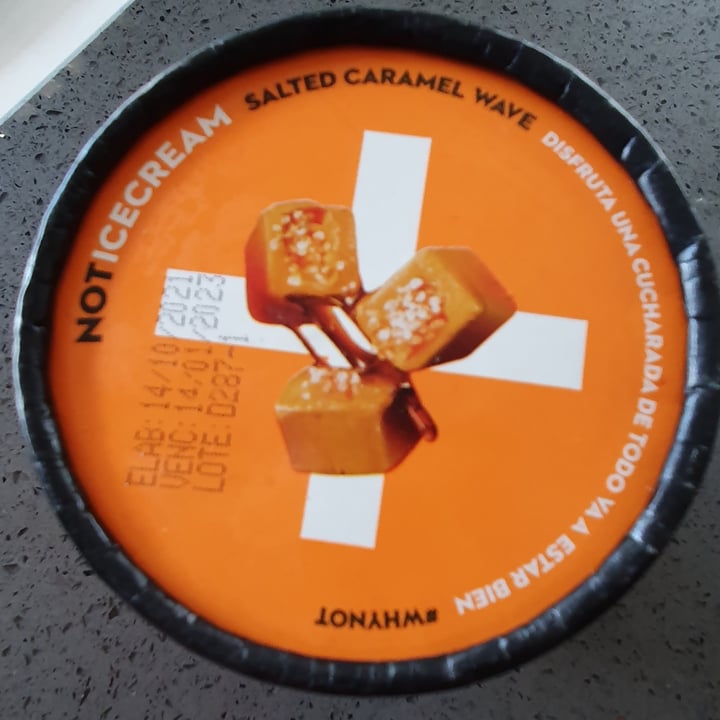 NOTICECREAM
SALTED CARAMEL WAVE
DISFRUTA UNA CUCHARADA DE TODO VA A ESTAR BIEN
#WHYNOT
ELAB: 14/10/2021
VENC: 14/01/2023
LOTE: D287-1